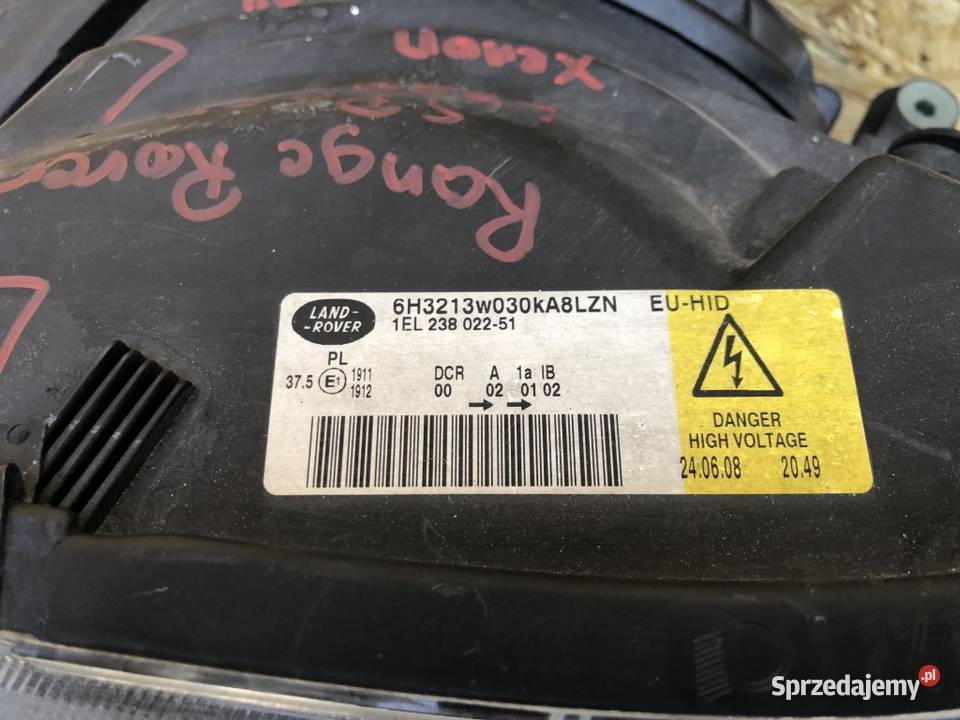 xenon
L
L 52
Range Rover
LAND-
-ROVER
6H3213W030KA8LZN EU-HID
1EL 238 022-51
PL
37.5 E1 1911
1912
DCR A 1a IB
00 02 01 02
DANGER
HIGH VOLTAGE
24.06.08 20.49
Sprzedajemy.pl